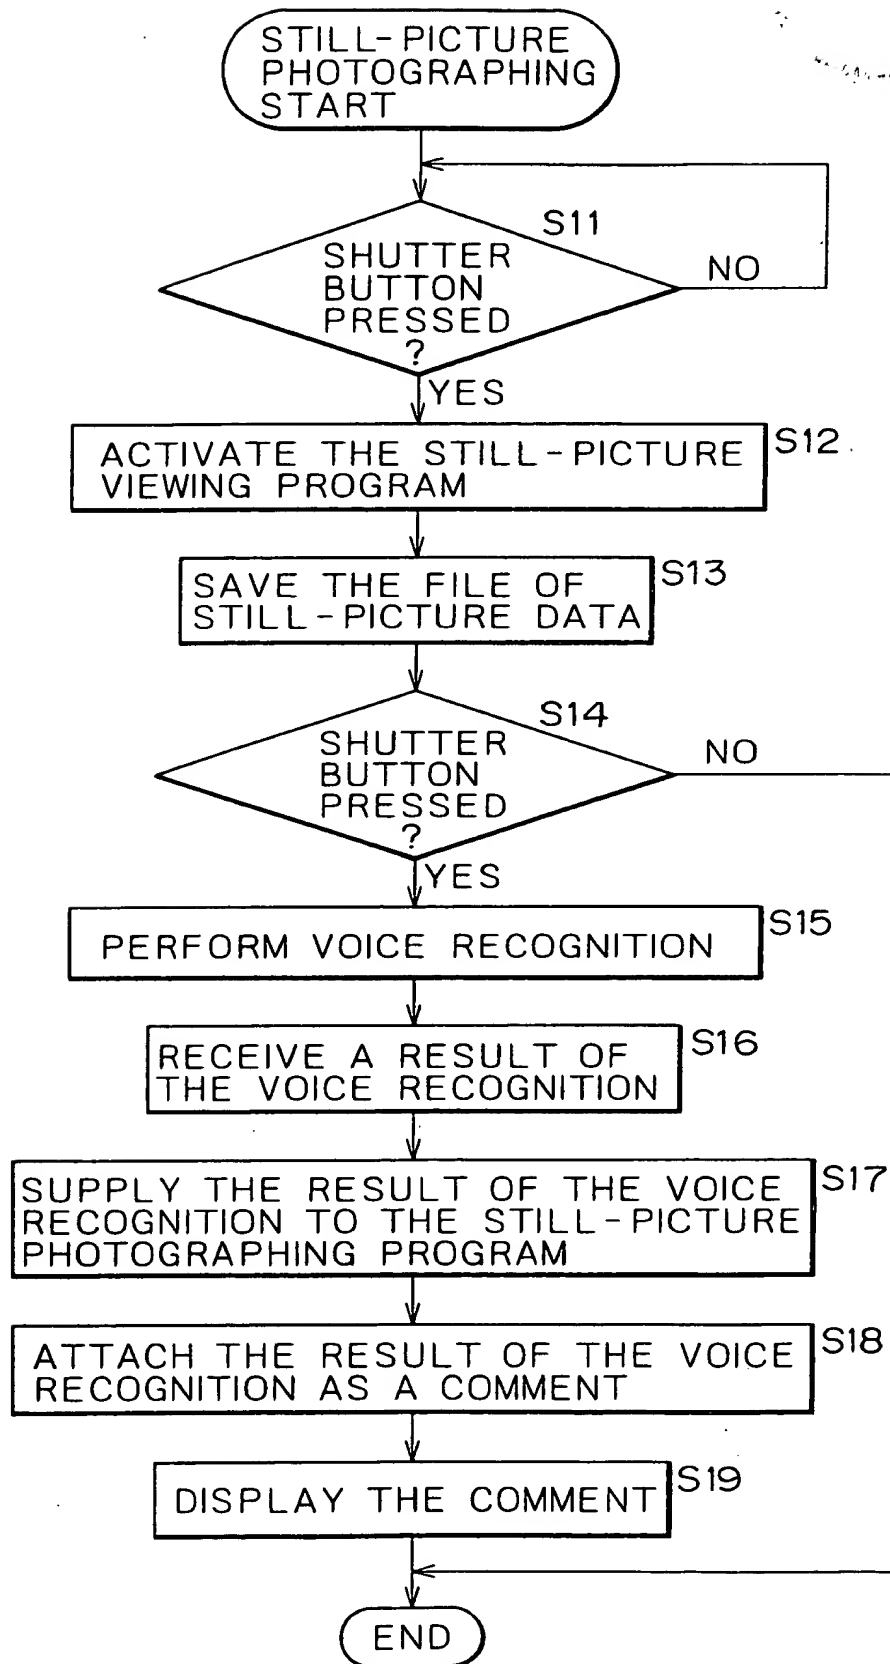 STILL-PICTURE
PHOTOGRAPHING
START
S11
SHUTTER
BUTTON
PRESSED
?
NO
YES
S12
ACTIVATE THE STILL-PICTURE
VIEWING PROGRAM
S13
SAVE THE FILE OF
STILL-PICTURE DATA
S14
SHUTTER
BUTTON
PRESSED
?
NO
YES
S15
PERFORM VOICE RECOGNITION
S16
RECEIVE A RESULT OF
THE VOICE RECOGNITION
S17
SUPPLY THE RESULT OF THE VOICE
RECOGNITION TO THE STILL-PICTURE
PHOTOGRAPHING PROGRAM
S18
ATTACH THE RESULT OF THE VOICE
RECOGNITION AS A COMMENT
S19
DISPLAY THE COMMENT
END